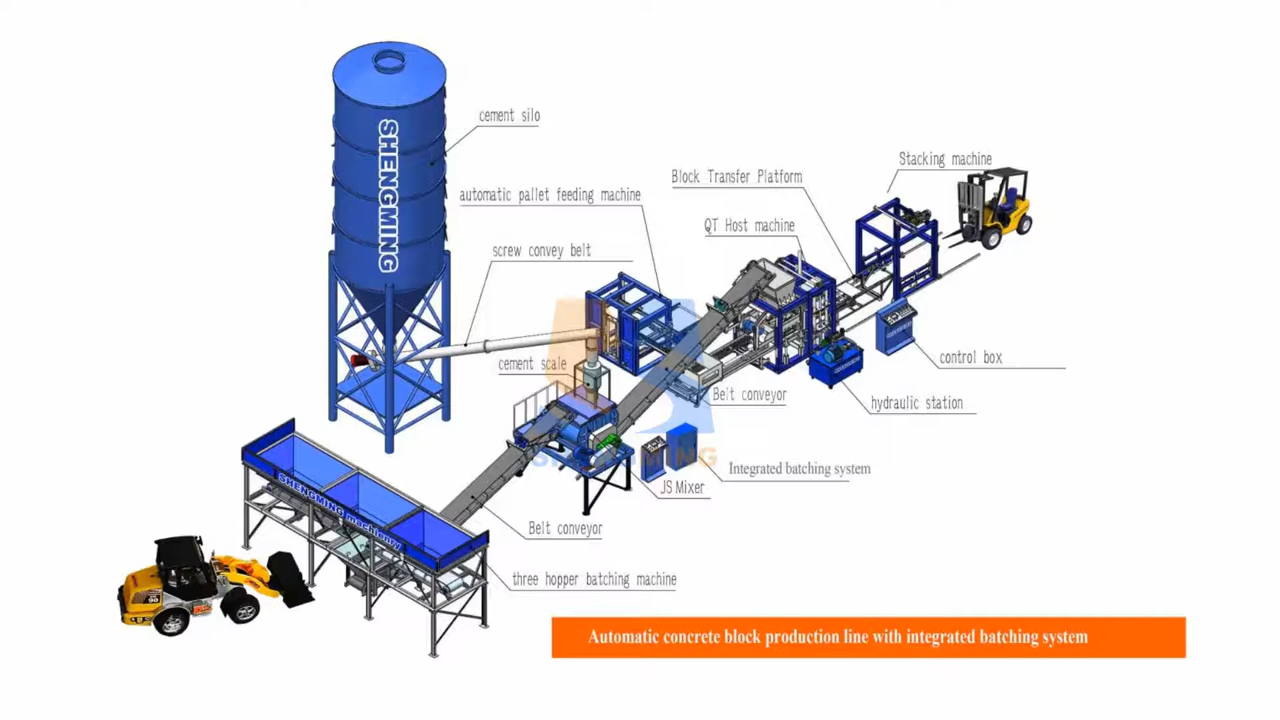 cement silo
SHENGMING
Stacking machine
Block Transfer Platform
automatic pallet feeding machine
QT Host machine
screw convey belt
control box
cement scale
Belt conveyor
hydraulic station
SHENGMING
Integrated batching system
JS Mixer
SHENGMING machienry
Belt conveyor
three hopper batching machine
Automatic concrete block production line with integrated batching system